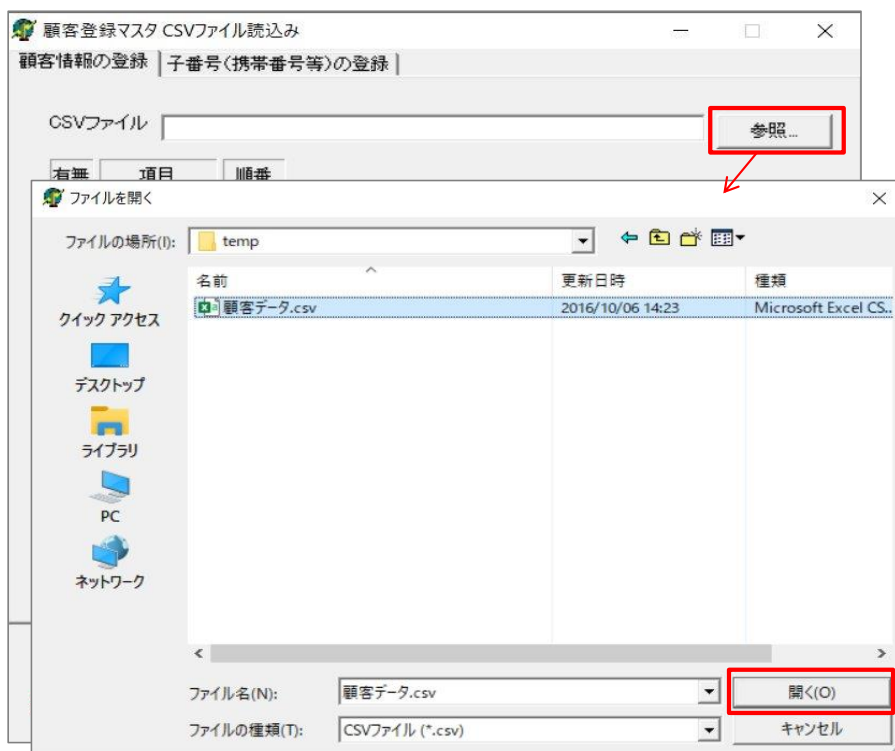 顧客登録マスタ CSVファイル読込み
顧客情報の登録
子番号(携帯番号等)の登録
CSVファイル
参照...
有無
項目
順番
ファイルを開く
ファイルの場所(I):
temp
名前
更新日時
種類
顧客データ.csv
2016/10/06 14:23
Microsoft Excel CS...
クイック アクセス
デスクトップ
ライブラリ
PC
ネットワーク
ファイル名(N):
顧客データ.csv
開く(O)
ファイルの種類(T):
CSVファイル (*.csv)
キャンセル